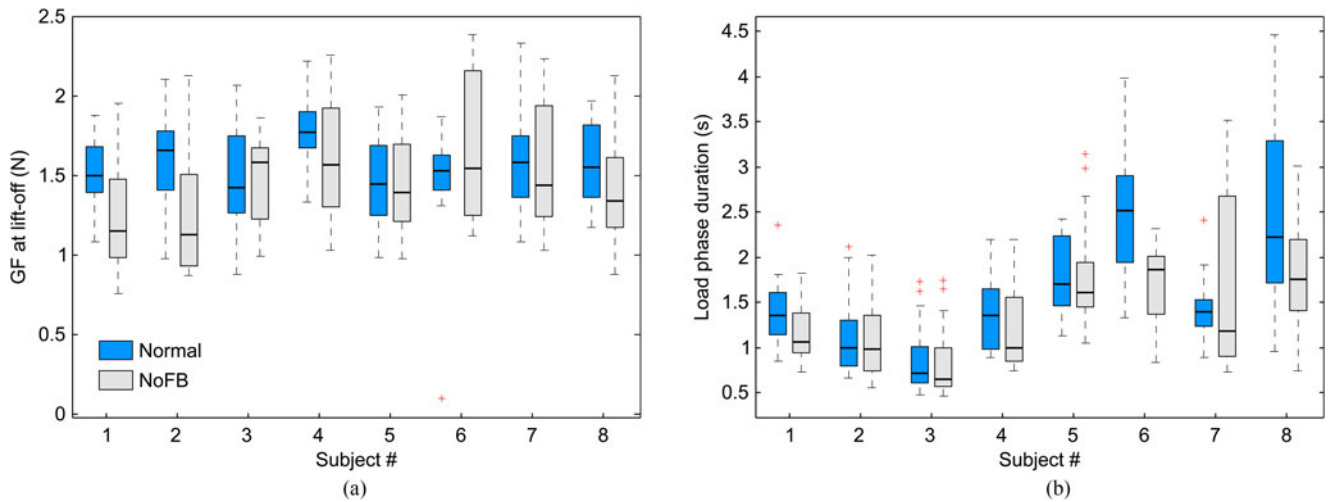 2.5
2
1.5
1
0.5
0
GF at lift-off (N)
Normal
NoFB
1 2 3 4 5 6 7 8
Subject #
(a)
4.5
4
3.5
3
2.5
2
1.5
1
0.5
Load phase duration (s)
1 2 3 4 5 6 7 8
Subject #
(b)